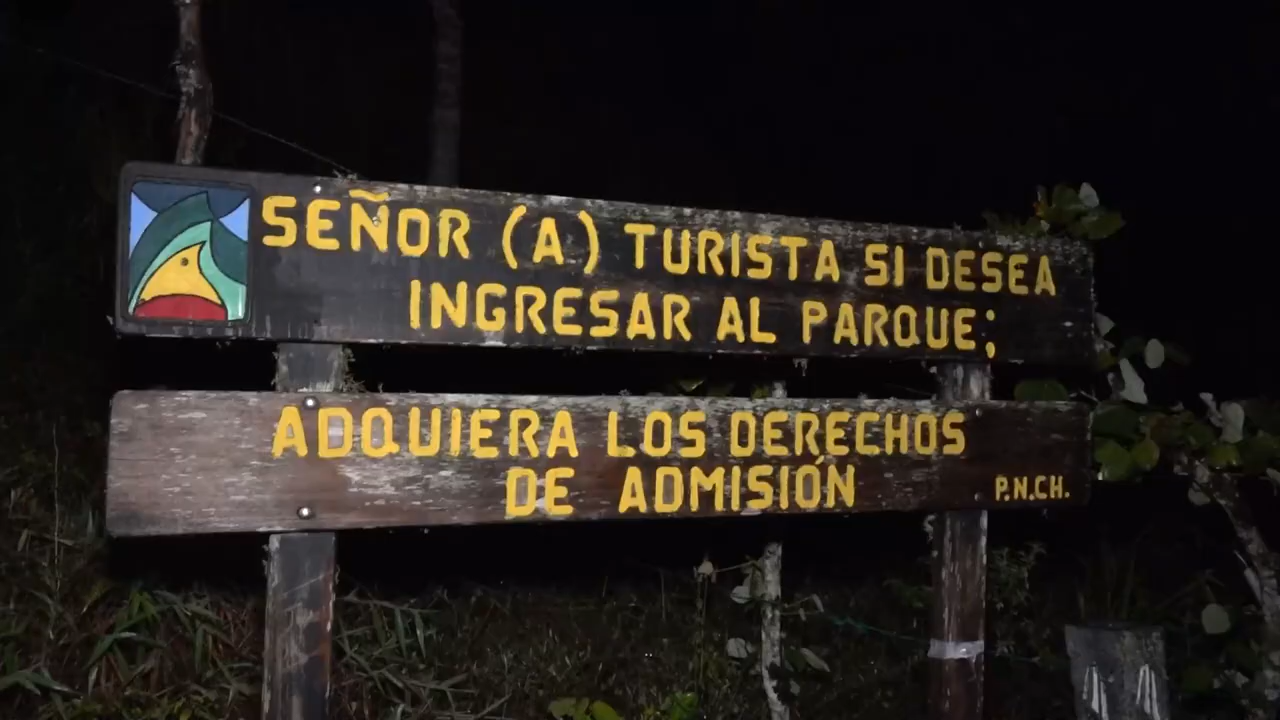 SEÑOR (A) TURISTA SI DESEA
INGRESAR AL PARQUE;
ADQUIERA LOS DERECHOS
DE ADMISIÓN
P.N.CH.